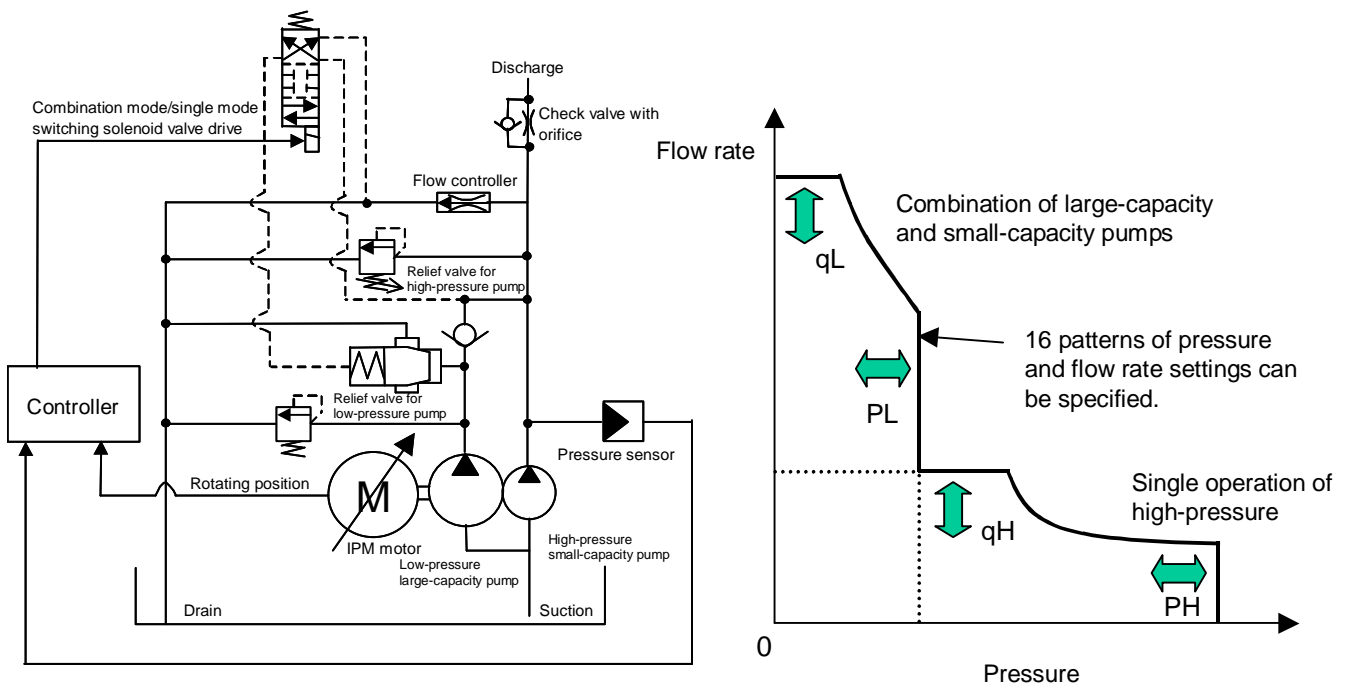 Discharge
Check valve with
orifice
Combination mode/single mode
switching solenoid valve drive
Flow controller
Relief valve for
high-pressure pump
Relief valve for
low-pressure pump
Controller
Pressure sensor
Rotating position
M
IPM motor
High-pressure
small-capacity pump
Low-pressure
large-capacity pump
Drain
Suction
Flow rate
Combination of large-capacity
and small-capacity pumps
qL
16 patterns of pressure
and flow rate settings can
be specified.
PL
Single operation of
high-pressure
qH
PH
0
Pressure